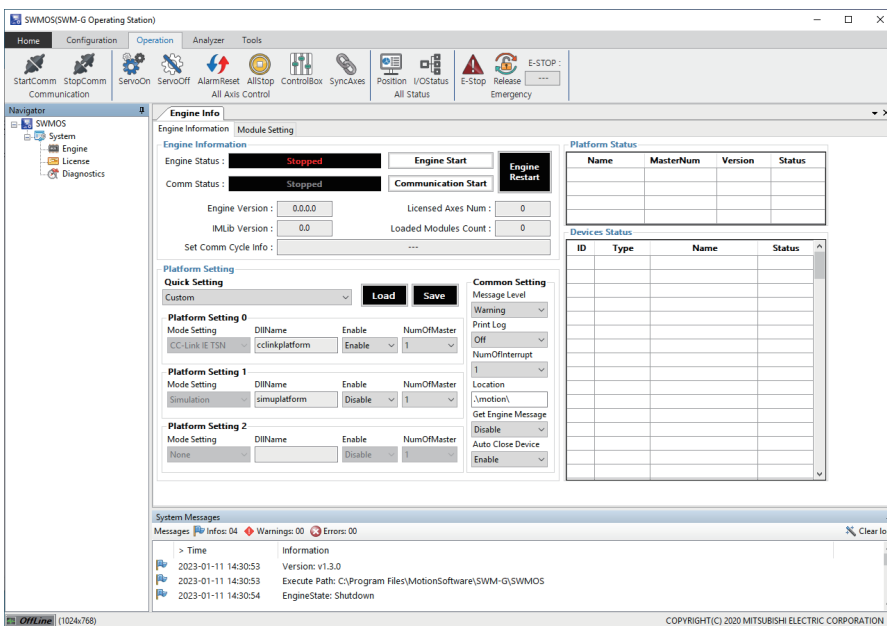 SWMOS(SWM-G Operating Station)
Home Configuration Operation Analyzer Tools
StartComm StopComm ServoOn ServoOff AlarmReset AllStop ControlBox SyncAxes Position I/OStatus E-Stop Release E-STOP : ---
Communication All Axis Control All Status Emergency
Navigator
SWMOS
System
Engine
License
Diagnostics
Engine Info
Engine Information Module Setting
Engine Information
Engine Status : Stopped Engine Start Engine Restart
Comm Status : Stopped Communication Start
Engine Version : 0.0.0.0 Licensed Axes Num : 0
IMLib Version : 0.0 Loaded Modules Count : 0
Set Comm Cycle Info : ---
Platform Status
Name MasterNum Version Status
Devices Status
ID Type Name Status
Platform Setting
Quick Setting
Custom Load Save
Platform Setting 0
Mode Setting DllName Enable NumOfMaster
CC-Link IE TSN cclinkplatform Enable 1
Platform Setting 1
Mode Setting DllName Enable NumOfMaster
Simulation simuplatform Disable 1
Platform Setting 2
Mode Setting DllName Enable NumOfMaster
None Disable 1
Common Setting
Message Level
Warning
Print Log
Off
NumOfInterrupt
1
Location
.\motion\
Get Engine Message
Disable
Auto Close Device
Enable
System Messages
Messages Infos: 04 Warnings: 00 Errors: 00 Clear lo
> Time Information
2023-01-11 14:30:53 Version: v1.3.0
2023-01-11 14:30:53 Execute Path: C:\Program Files\MotionSoftware\SWM-G\SWMOS
2023-01-11 14:30:54 EngineState: Shutdown
OffLine (1024x768) COPYRIGHT(C) 2020 MITSUBISHI ELECTRIC CORPORATION